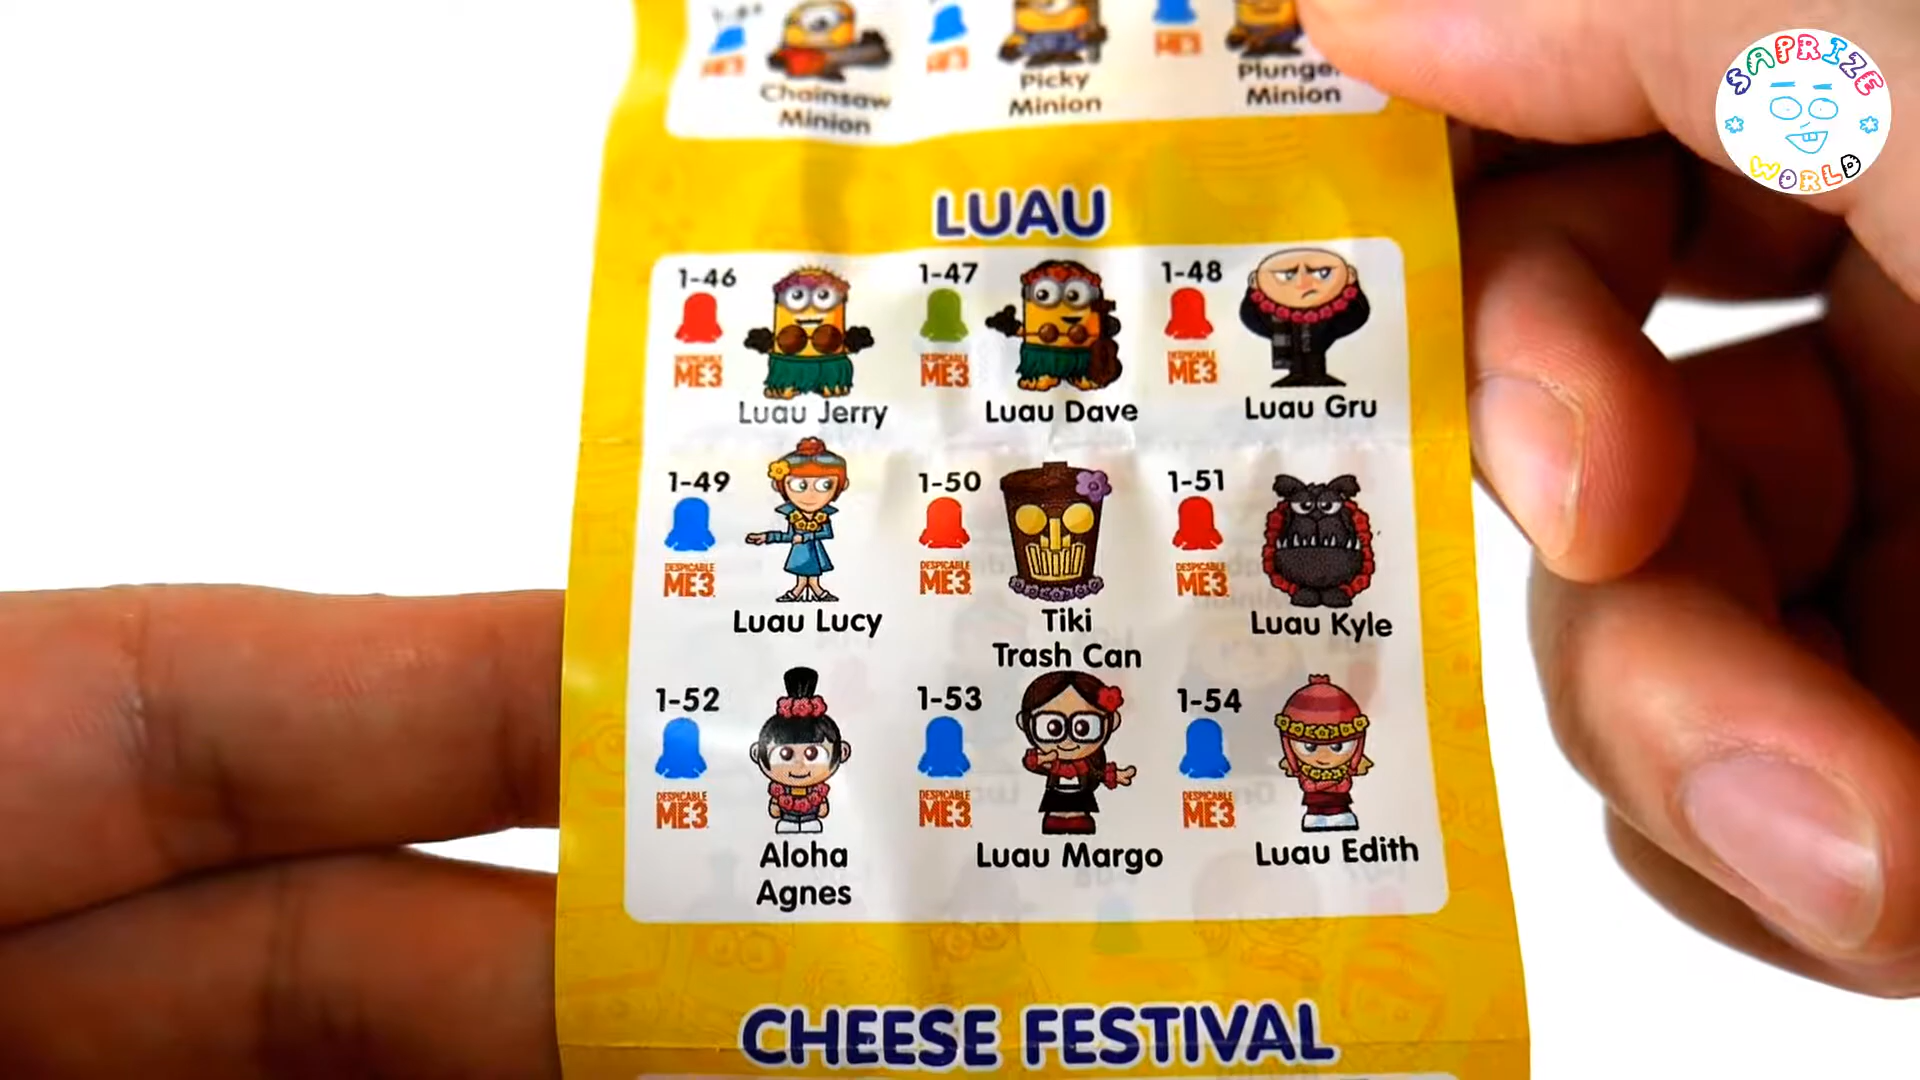 Chainsaw
Minion
Picky
Minion
Minion
LUAU
1-46
DESPICABLE
ME3
Luau Jerry
1-47
DESPICABLE
ME3
Luau Dave
1-48
DESPICABLE
ME3
Luau Gru
1-49
DESPICABLE
ME3
Luau Lucy
1-50
DESPICABLE
ME3
Tiki
Trash Can
1-51
DESPICABLE
ME3
Luau Kyle
1-52
DESPICABLE
ME3
Aloha
Agnes
1-53
DESPICABLE
ME3
Luau Margo
1-54
DESPICABLE
ME3
Luau Edith
CHEESE FESTIVAL
SAPRIZE
WORLD